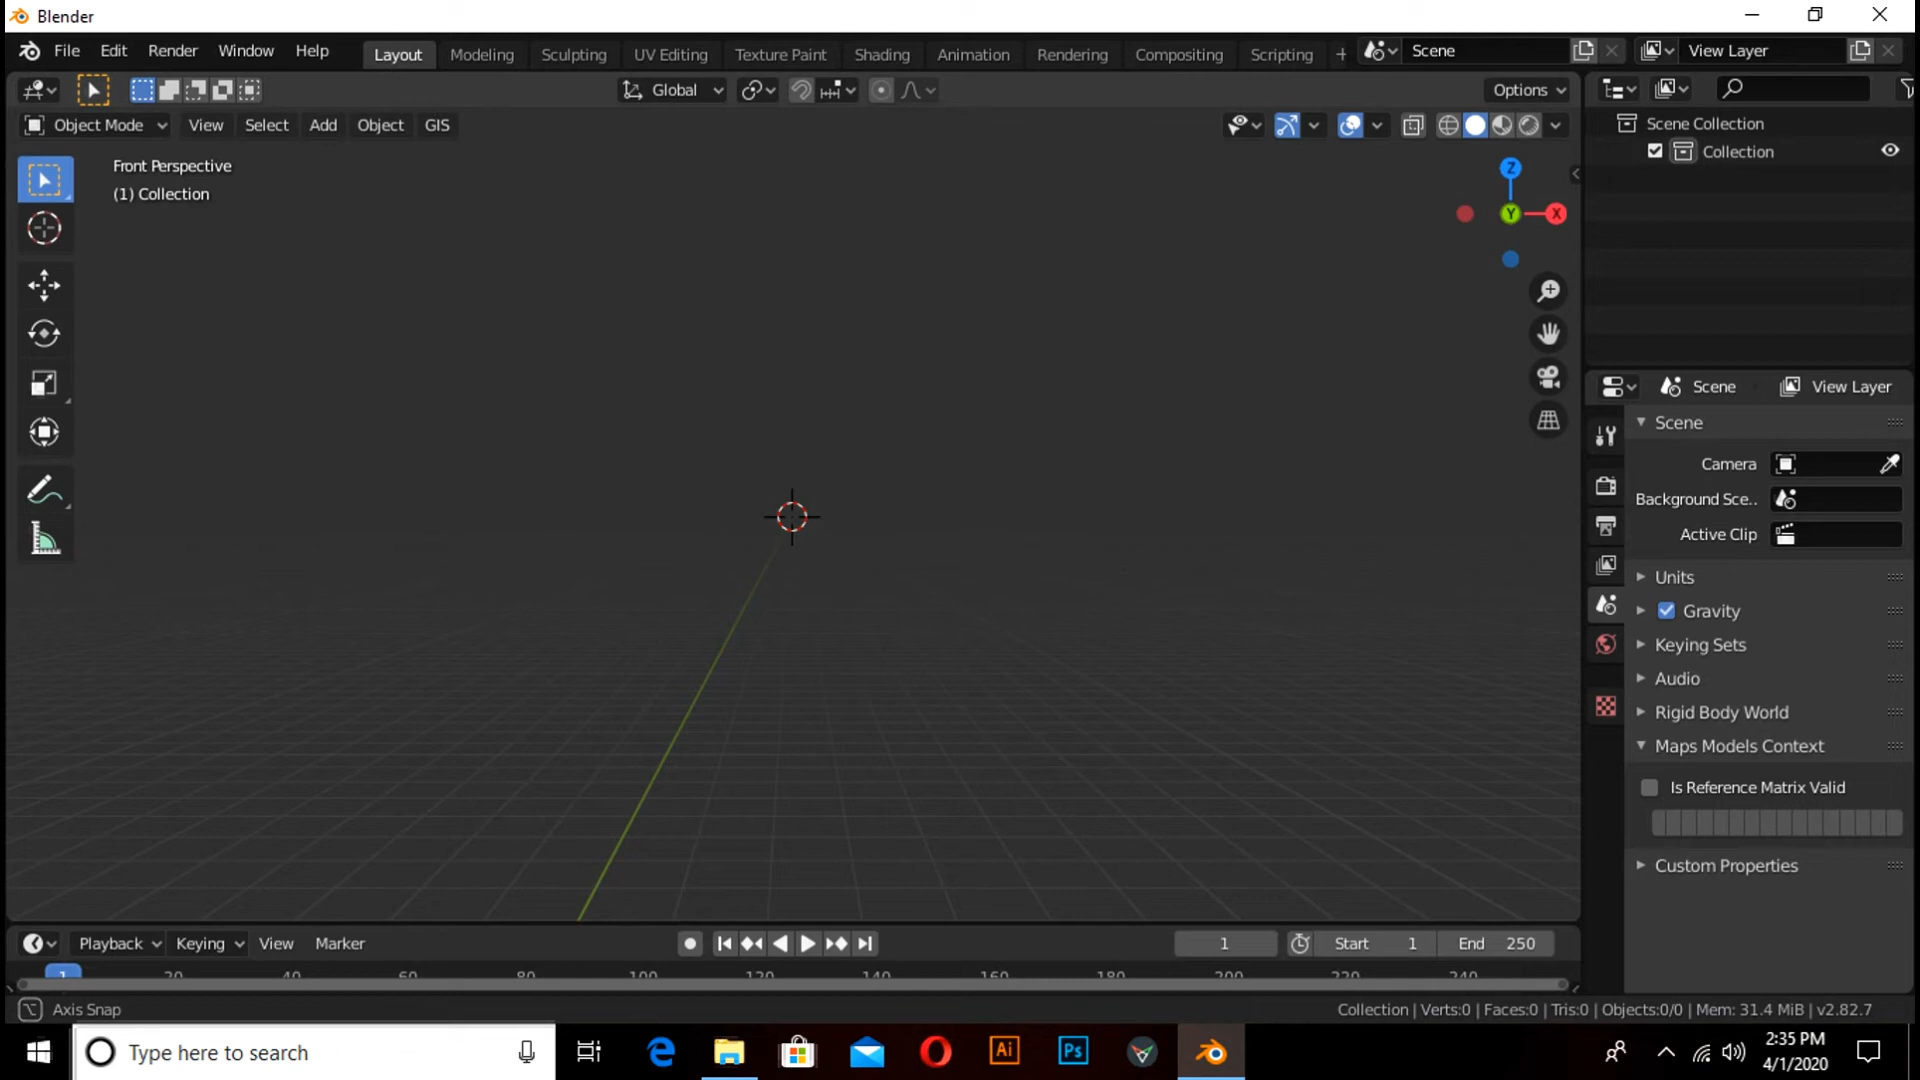 Blender
File Edit Render Window Help Layout Modeling Sculpting UV Editing Texture Paint Shading Animation Rendering Compositing Scripting + Scene View Layer
Global Options
Object Mode View Select Add Object GIS
Scene Collection
Collection
Front Perspective
(1) Collection
Z
Y X
Scene View Layer
Scene
Camera
Background Sce..
Active Clip
Units
Gravity
Keying Sets
Audio
Rigid Body World
Maps Models Context
Is Reference Matrix Valid
Custom Properties
Playback Keying View Marker 1 Start 1 End 250
1 20 40 60 80 100 120 140 160 180 200 220 240
Axis Snap Collection | Verts:0 | Faces:0 | Tris:0 | Objects:0/0 | Mem: 31.4 MiB | v2.82.7
Type here to search Ai Ps 2:35 PM
4/1/2020